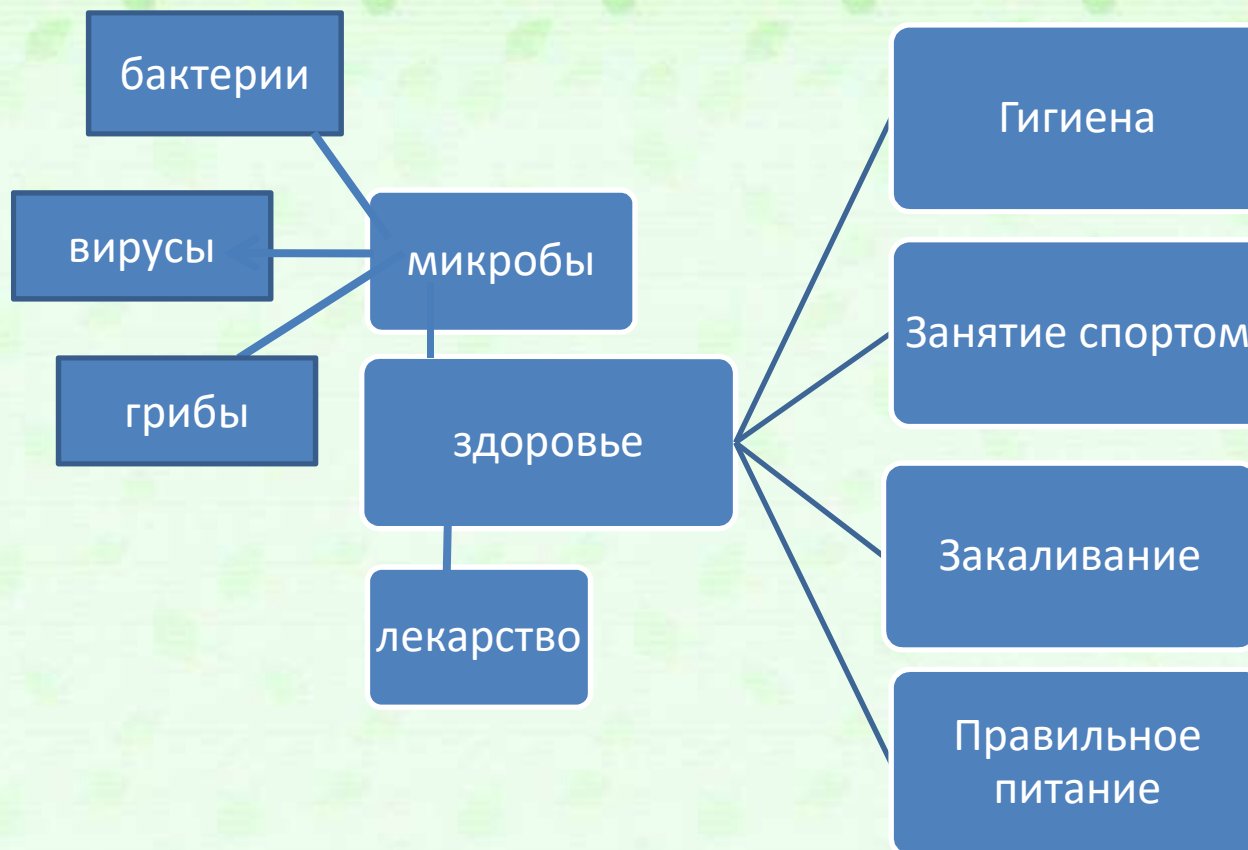 бактерии
вирусы
грибы
микробы
здоровье
лекарство
Гигиена
Занятие спортом
Закаливание
Правильное
питание